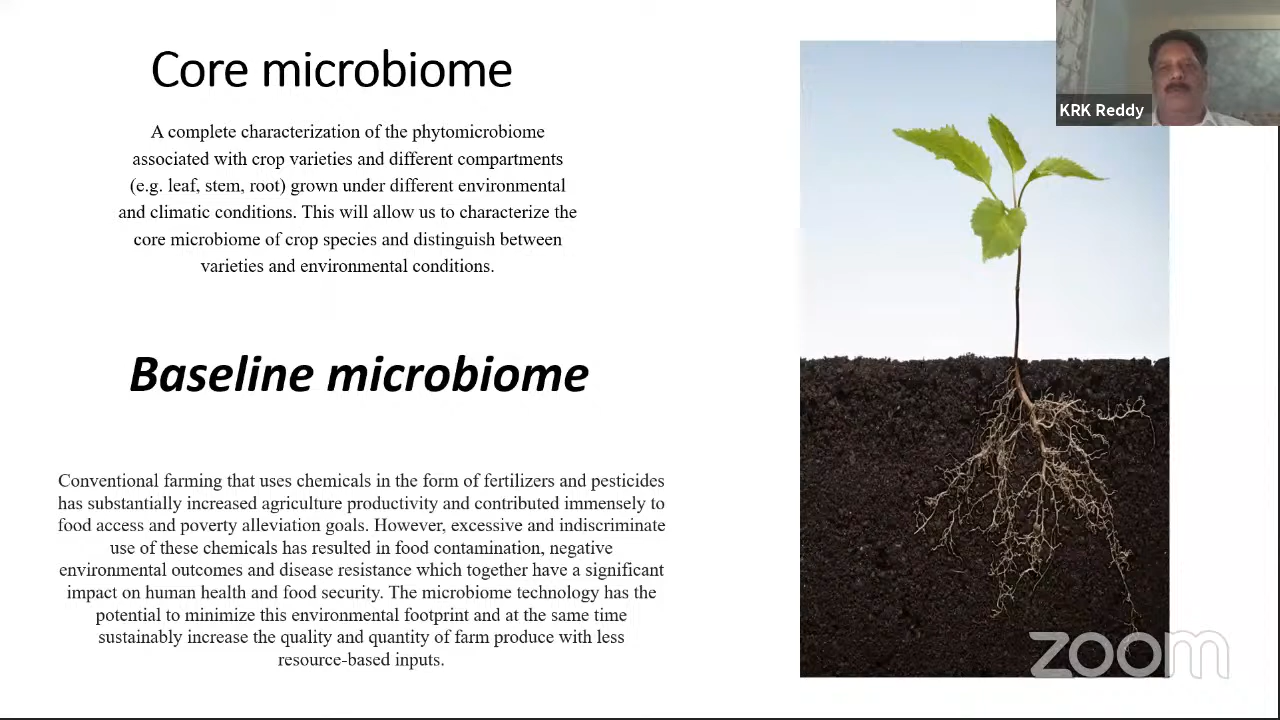 Core microbiome
A complete characterization of the phytomicrobiome
associated with crop varieties and different compartments
(e.g. leaf, stem, root) grown under different environmental
and climatic conditions. This will allow us to characterize the
core microbiome of crop species and distinguish between
varieties and environmental conditions.
Baseline microbiome
Conventional farming that uses chemicals in the form of fertilizers and pesticides
has substantially increased agriculture productivity and contributed immensely to
food access and poverty alleviation goals. However, excessive and indiscriminate
use of these chemicals has resulted in food contamination, negative
environmental outcomes and disease resistance which together have a significant
impact on human health and food security. The microbiome technology has the
potential to minimize this environmental footprint and at the same time
sustainably increase the quality and quantity of farm produce with less
resource-based inputs.
KRK Reddy
zoom